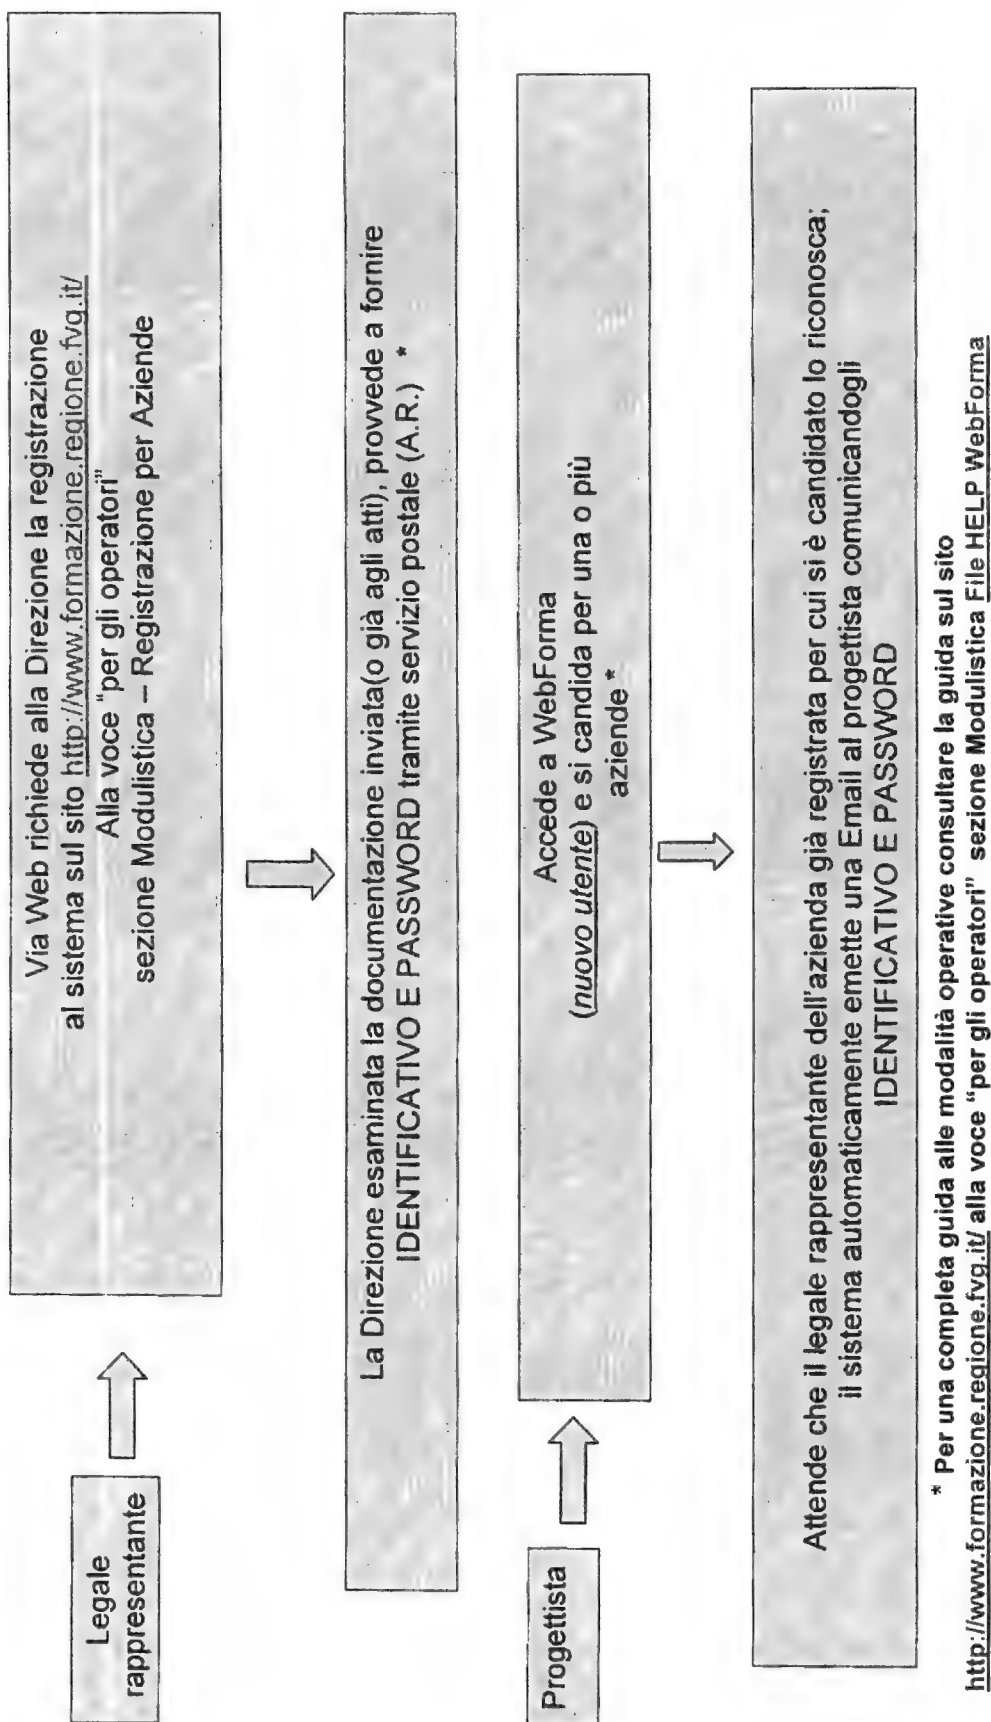 Legale
rappresentante
Via Web richiede alla Direzione la registrazione
al sistema sul sito http://www.formazione.regione.fvg.it/
Alla voce “per gli operatori”
sezione Modulistica – Registrazione per Aziende
La Direzione esaminata la documentazione inviata(o già agli atti), provvede a fornire
IDENTIFICATIVO E PASSWORD tramite servizio postale (A.R.) *
Progettista
Accede a WebForma
(nuovo utente) e si candida per una o più
aziende *
Attende che il legale rappresentante dell'azienda già registrata per cui si è candidato lo riconosca;
il sistema automaticamente emette una Email al progettista comunicandogli
IDENTIFICATIVO E PASSWORD
* Per una completa guida alle modalità operative consultare la guida sul sito
http://www.formazione.regione.fvg.it/ alla voce “per gli operatori” sezione Modulistica File HELP WebForma